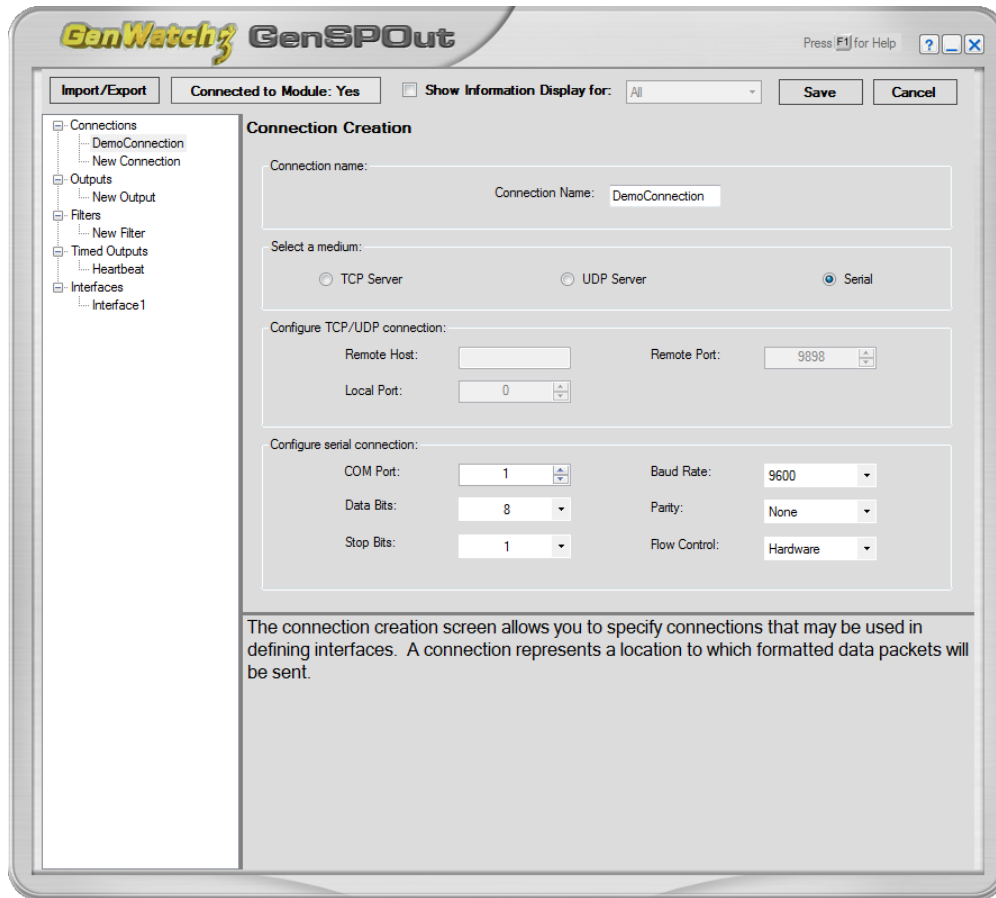 GenWatch3 GenSPOut
Press F1 for Help ? _ X
Import/Export Connected to Module: Yes Show Information Display for: All Save Cancel
Connections
DemoConnection
New Connection
Outputs
New Output
Filters
New Filter
Timed Outputs
Heartbeat
Interfaces
Interface1
Connection Creation
Connection name:
Connection Name: DemoConnection
Select a medium:
TCP Server UDP Server Serial
Configure TCP/UDP connection:
Remote Host: Remote Port: 9898
Local Port: 0
Configure serial connection:
COM Port: 1 Baud Rate: 9600
Data Bits: 8 Parity: None
Stop Bits: 1 Flow Control: Hardware
The connection creation screen allows you to specify connections that may be used in
defining interfaces. A connection represents a location to which formatted data packets will
be sent.